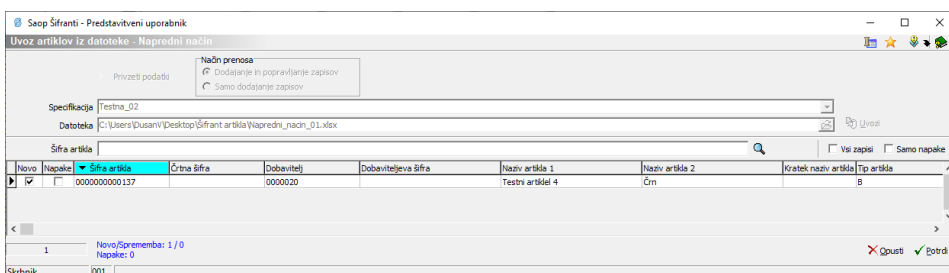 Saop Šifranti - Predstavitveni uporabnik
Uvoz artiklov iz datoteke - Napredni način
Način prenosa
Privzeti podatki
Dodajanje in popravljanje zapisov
Samo dodajanje zapisov
Specifikacija Testna_02
Datoteka C:\Users\DusanV\Desktop\Šifrant artikla\Napredni_nacin_01.xlsx Uvozi
Šifra artikla Vsi zapisi Samo napake
Novo Napake Šifra artikla Črtna šifra Dobavitelj Dobaviteljeva šifra Naziv artikla 1 Naziv artikla 2 Kratek naziv artikla Tip artikla
0000000000137 0000020 Testni artiklel 4 Črn B
1 Novo/Sprememba: 1 / 0
Napake: 0
Opusti Potrdi
Skrbnik 001